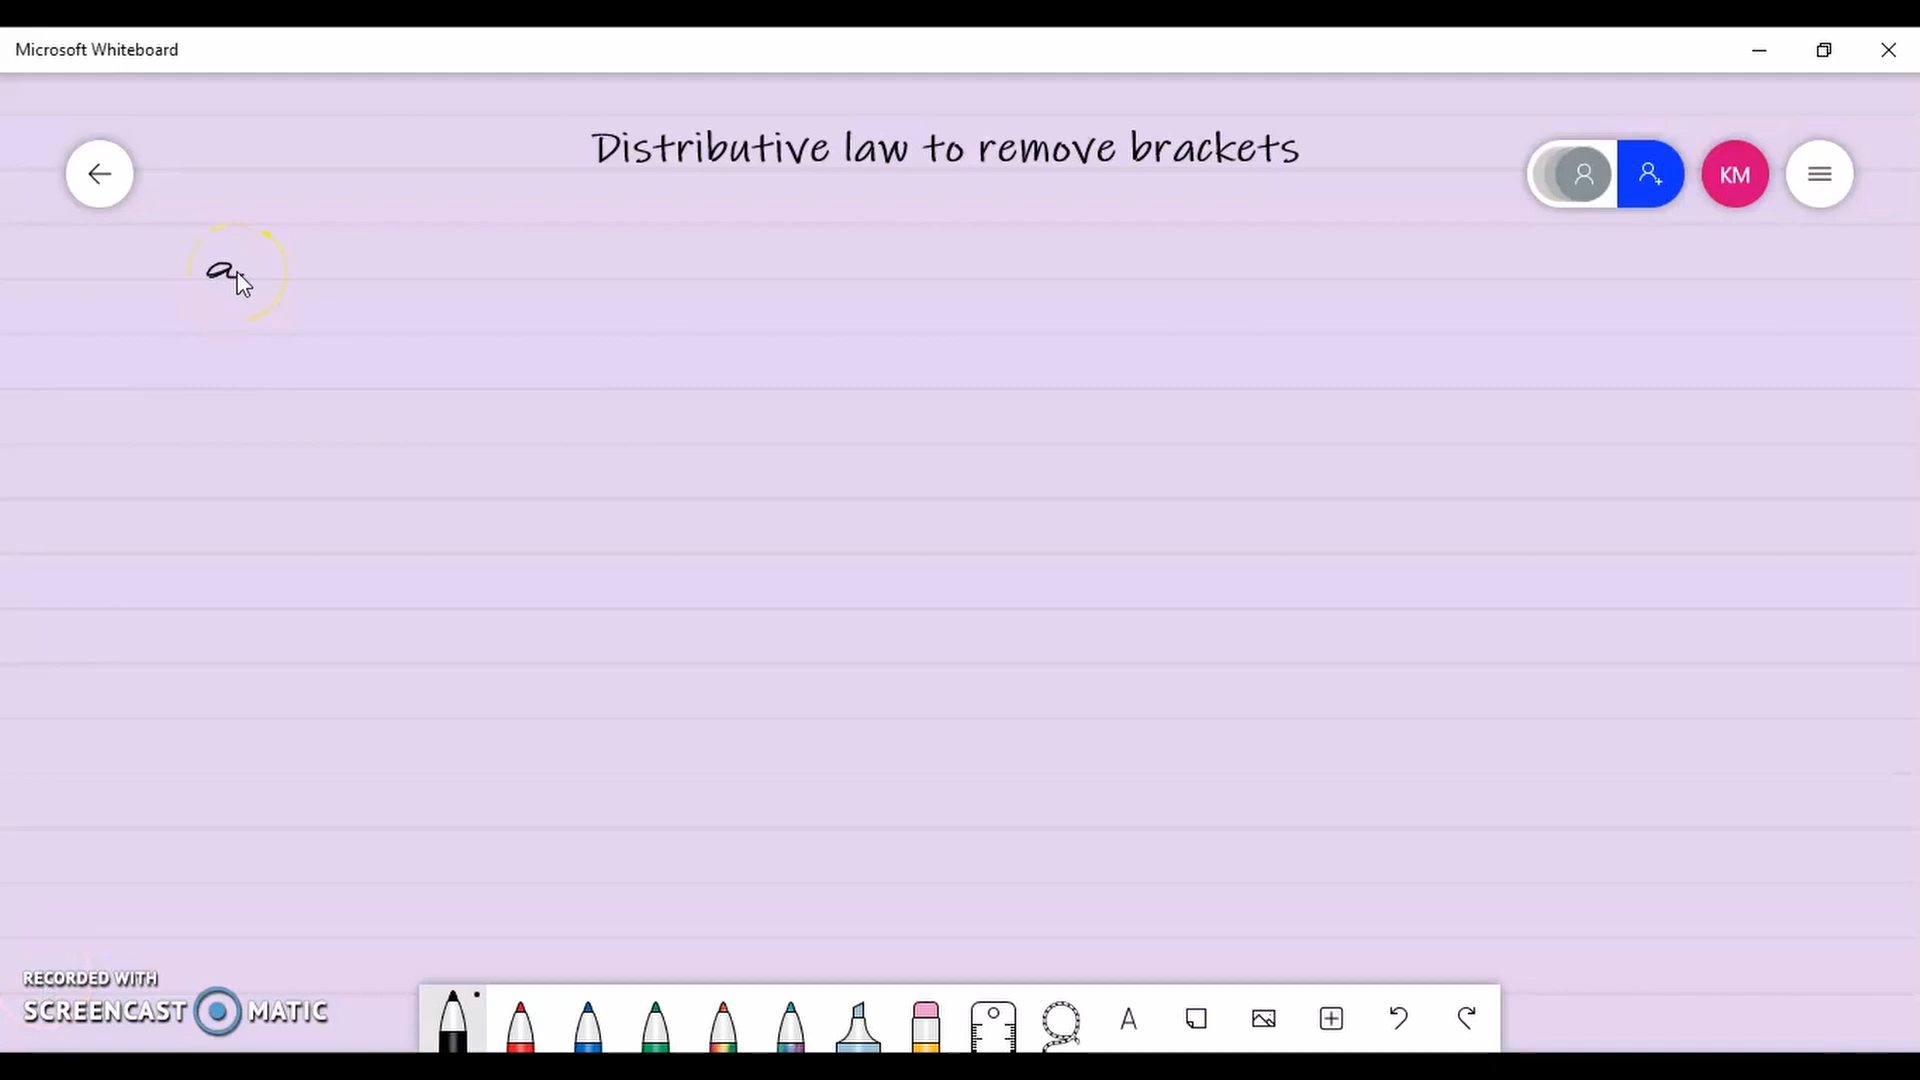 Microsoft Whiteboard
Distributive law to remove brackets
KM
a
RECORDED WITH
SCREENCAST MATIC
A